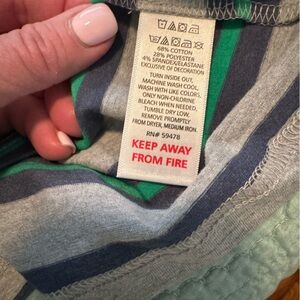 68% COTTON
28% POLYESTER
4% SPANDEX/ELASTANE
EXCLUSIVE OF DECORATION
TURN INSIDE OUT,
MACHINE WASH COOL,
WASH WITH LIKE COLORS,
ONLY NON-CHLORINE
BLEACH WHEN NEEDED,
TUMBLE DRY LOW,
REMOVE PROMPTLY
FROM DRYER, MEDIUM IRON.
RN# 59478
KEEP AWAY
FROM FIRE